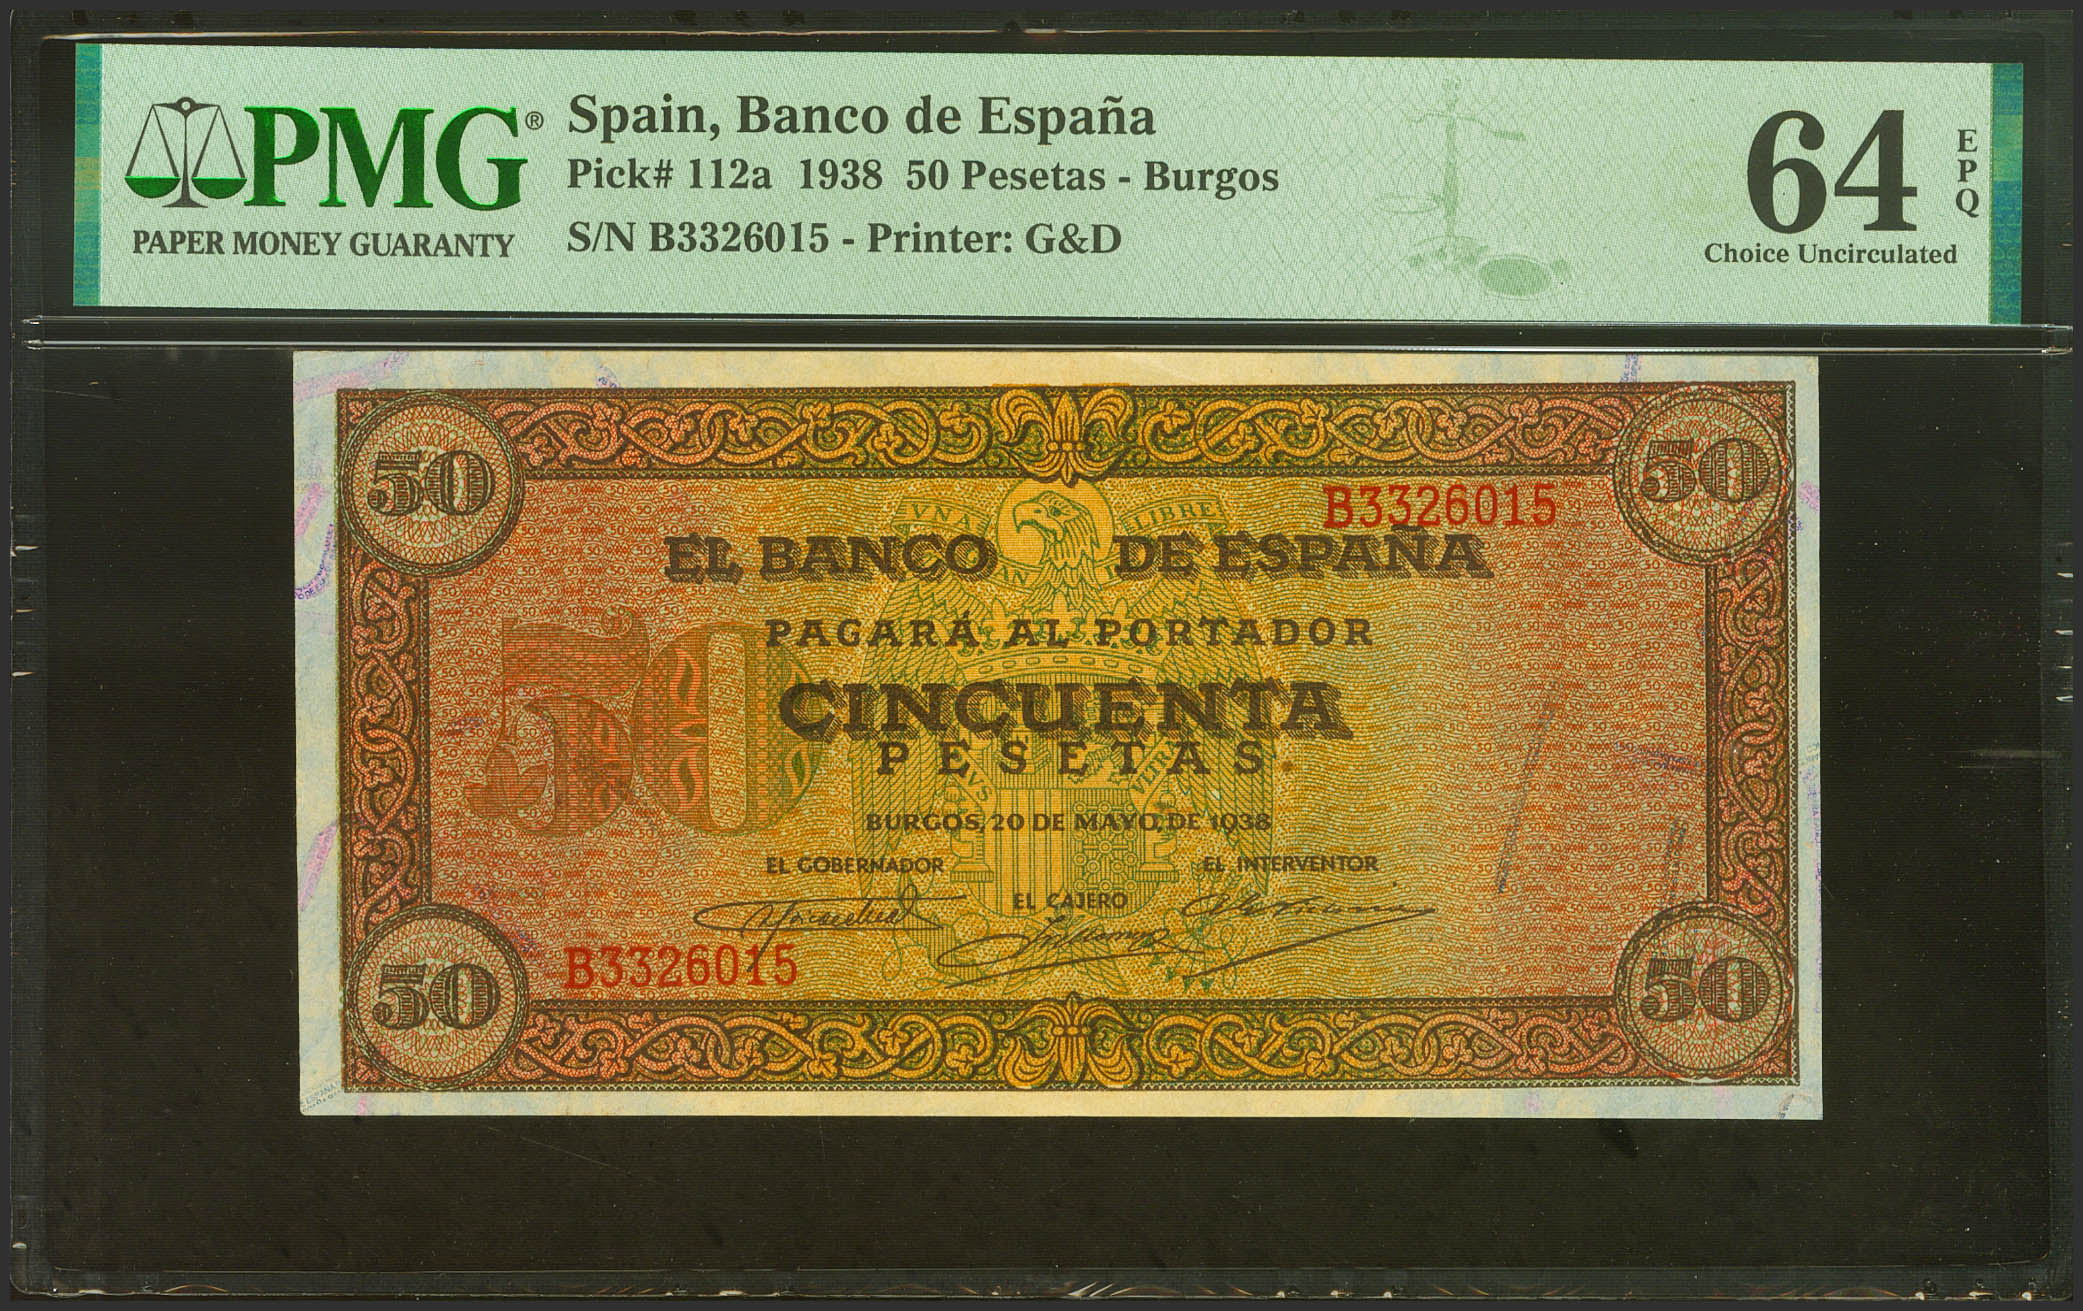 PMG®
PAPER MONEY GUARANTY
Spain, Banco de España
Pick# 112a 1938 50 Pesetas - Burgos
S/N B3326015 - Printer: G&D
64 EPQ
Choice Uncirculated
50 50
VNA LIBRE
B3326015
EL BANCO DE ESPAÑA
PAGARÁ AL PORTADOR
50
CINCUENTA
PESETAS
BURGOS, 20 DE MAYO, DE 1938
EL GOBERNADOR EL INTERVENTOR
EL CAJERO
B3326015
50 50